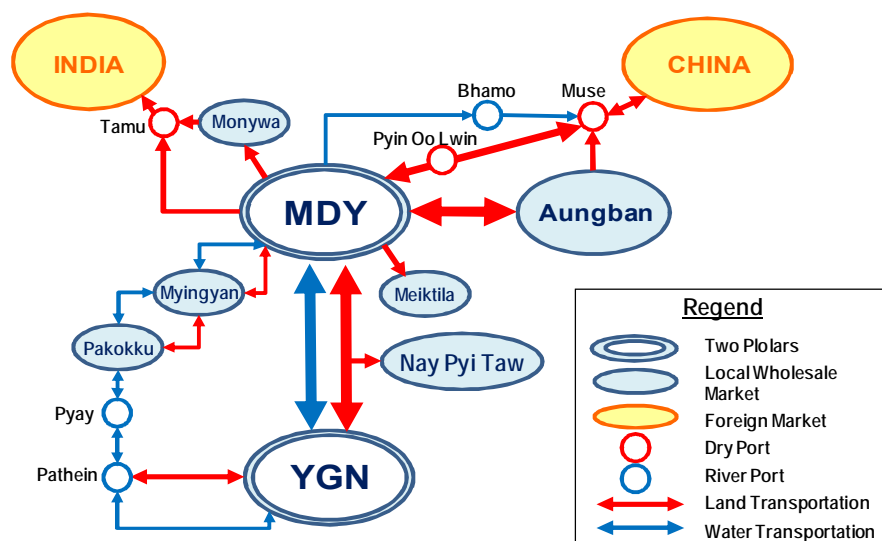 INDIA
CHINA
Bhamo
Muse
Tamu
Monywa
Pyin Oo Lwin
MDY
Aungban
Myingyan
Meiktila
Pakokku
Nay Pyi Taw
Pyay
Pathein
YGN
Regend
Two Plolars
Local Wholesale
Market
Foreign Market
Dry Port
River Port
Land Transportation
Water Transportation